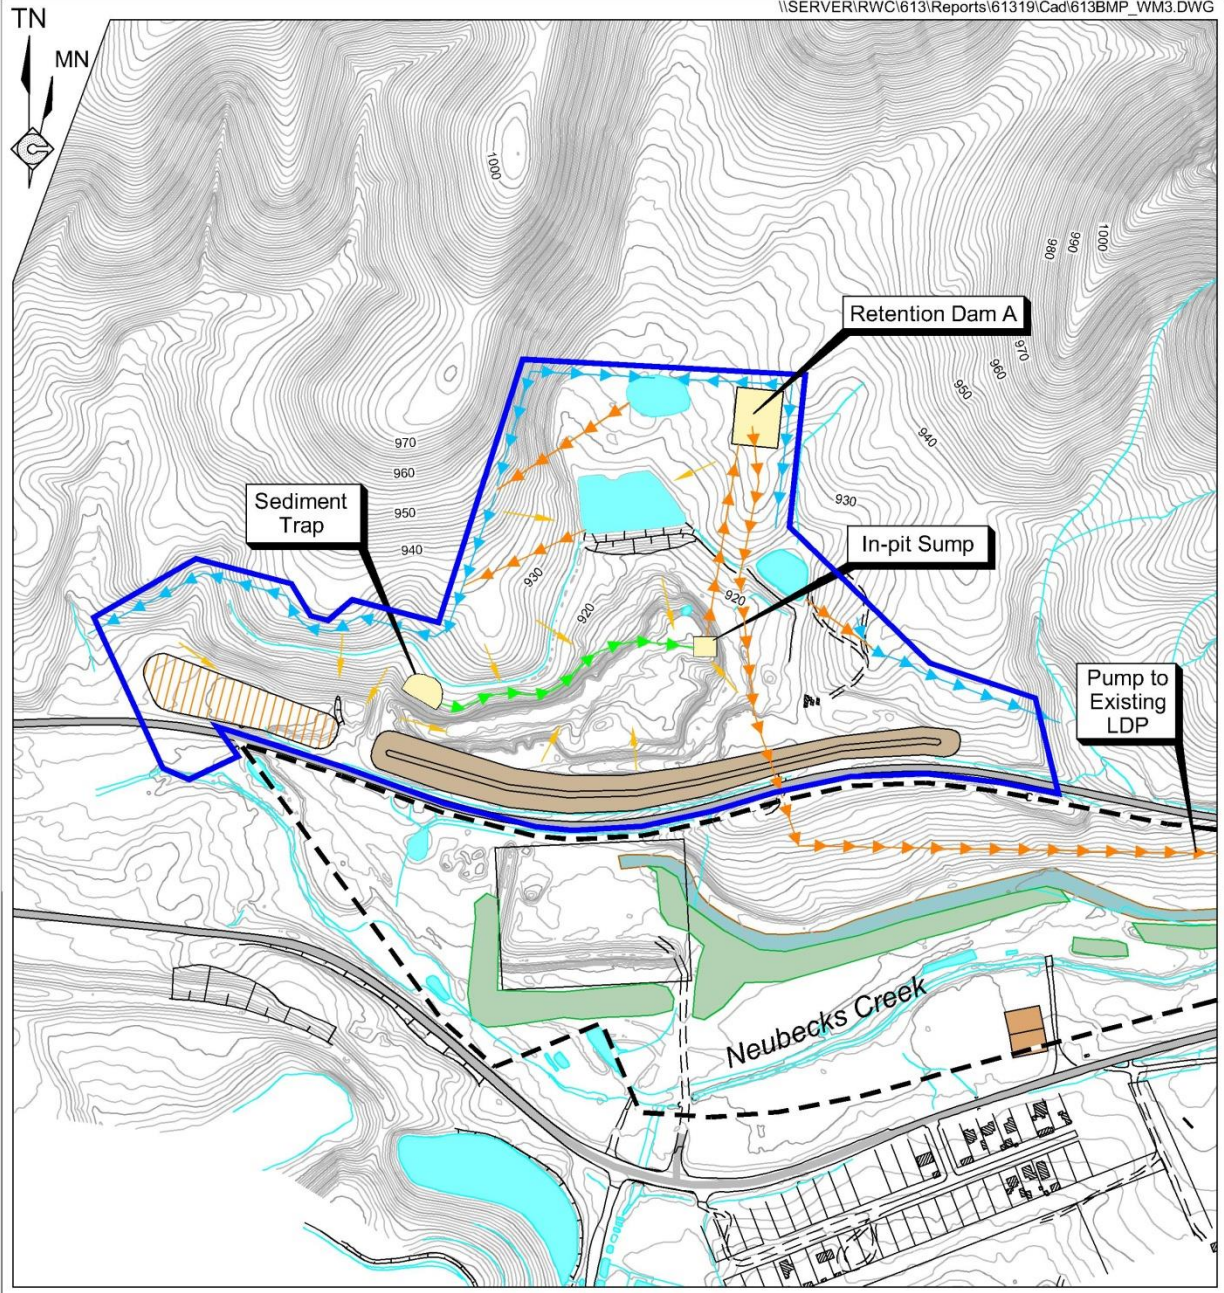 \\SERVER\RWC\613\Reports\61319\Cad\613BMP_WM3.DWG
TN
MN
1000
980
990
1000
Retention Dam A
970
960
950
940
970
960
950
940
930
Sediment
Trap
In-pit Sump
930
920
920
Pump to
Existing
LDP
Neubecks Creek